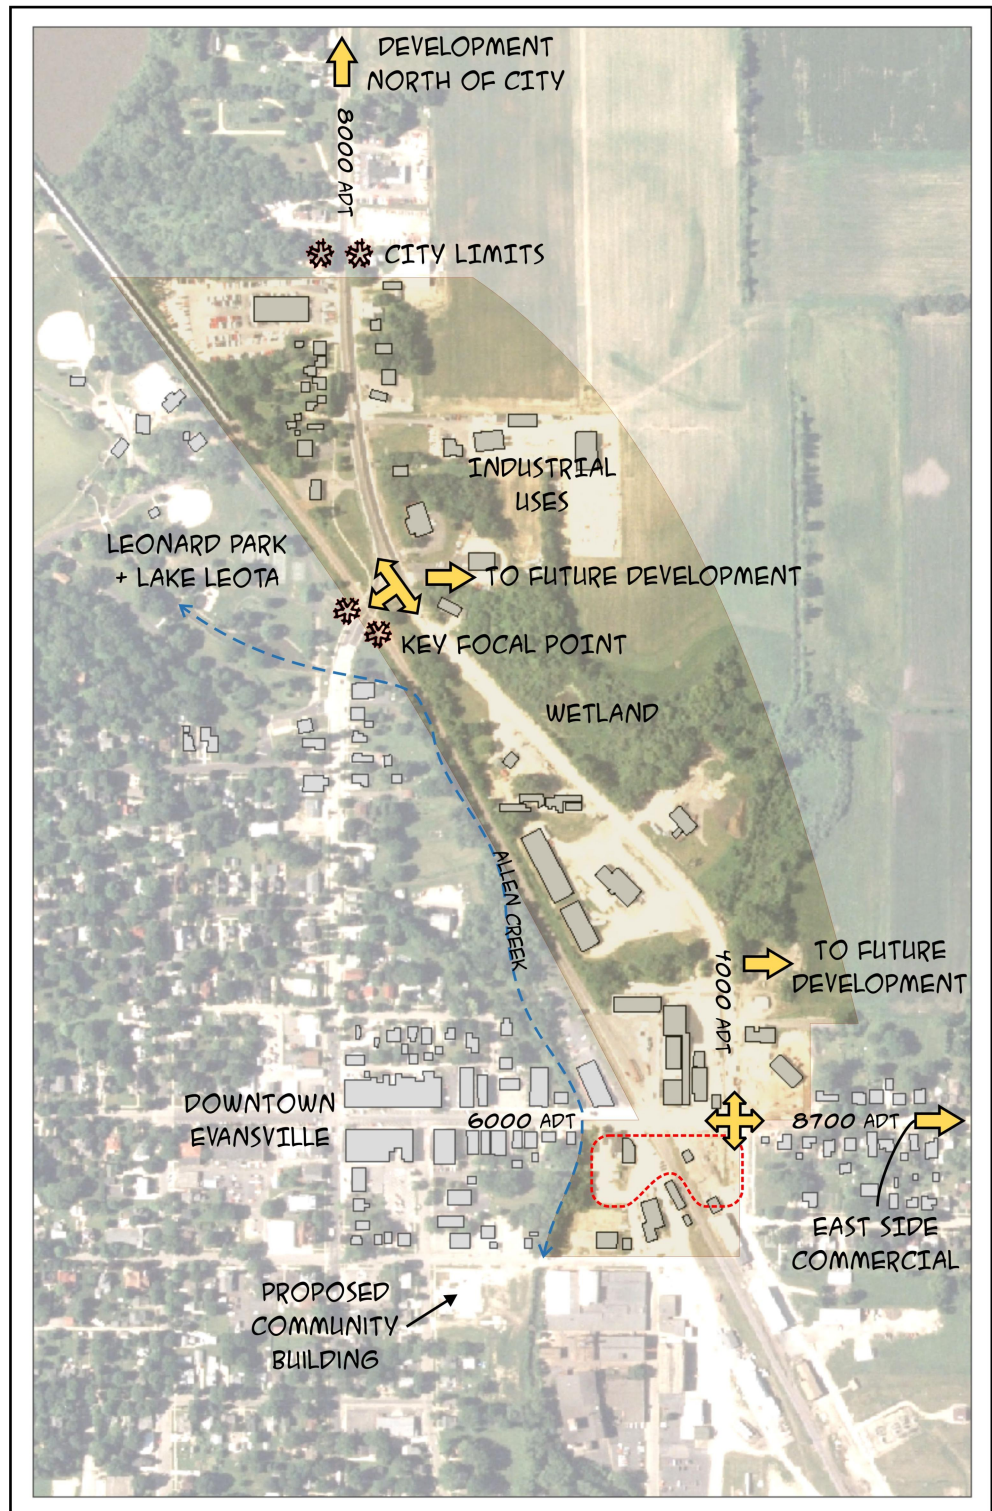 DEVELOPMENT
NORTH OF CITY
8000 ADT
CITY LIMITS
INDUSTRIAL
USES
LEONARD PARK
+ LAKE LEOTA
TO FUTURE DEVELOPMENT
KEY FOCAL POINT
WETLAND
ALLEN CREEK
4000 ADT
TO FUTURE
DEVELOPMENT
DOWNTOWN
EVANSVILLE
6000 ADT
8700 ADT
EAST SIDE
COMMERCIAL
PROPOSED
COMMUNITY
BUILDING